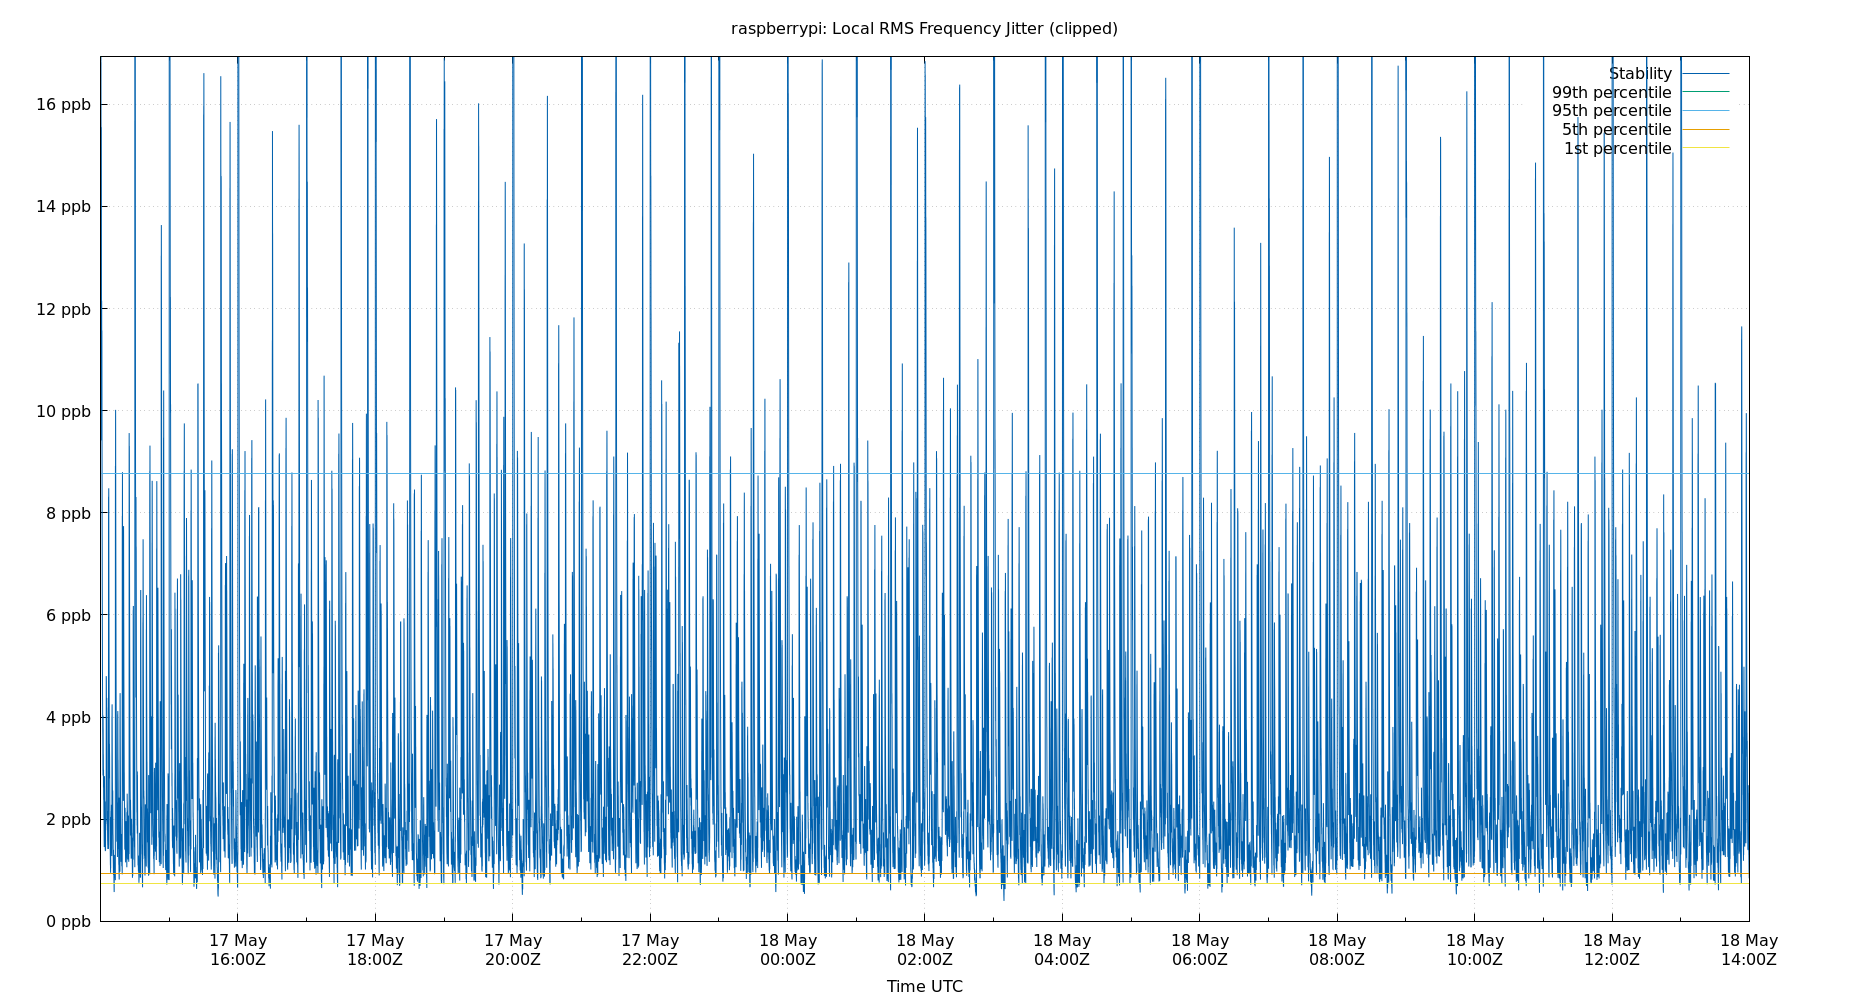 raspberrypi: Local RMS Frequency Jitter (clipped)
Stability
99th percentile
95th percentile
5th percentile
1st percentile
16 ppb
14 ppb
12 ppb
10 ppb
8 ppb
6 ppb
4 ppb
2 ppb
0 ppb
17 May 17 May 17 May 17 May 18 May 18 May 18 May 18 May 18 May 18 May 18 May 18 May
16:00Z 18:00Z 20:00Z 22:00Z 00:00Z 02:00Z 04:00Z 06:00Z 08:00Z 10:00Z 12:00Z 14:00Z
Time UTC